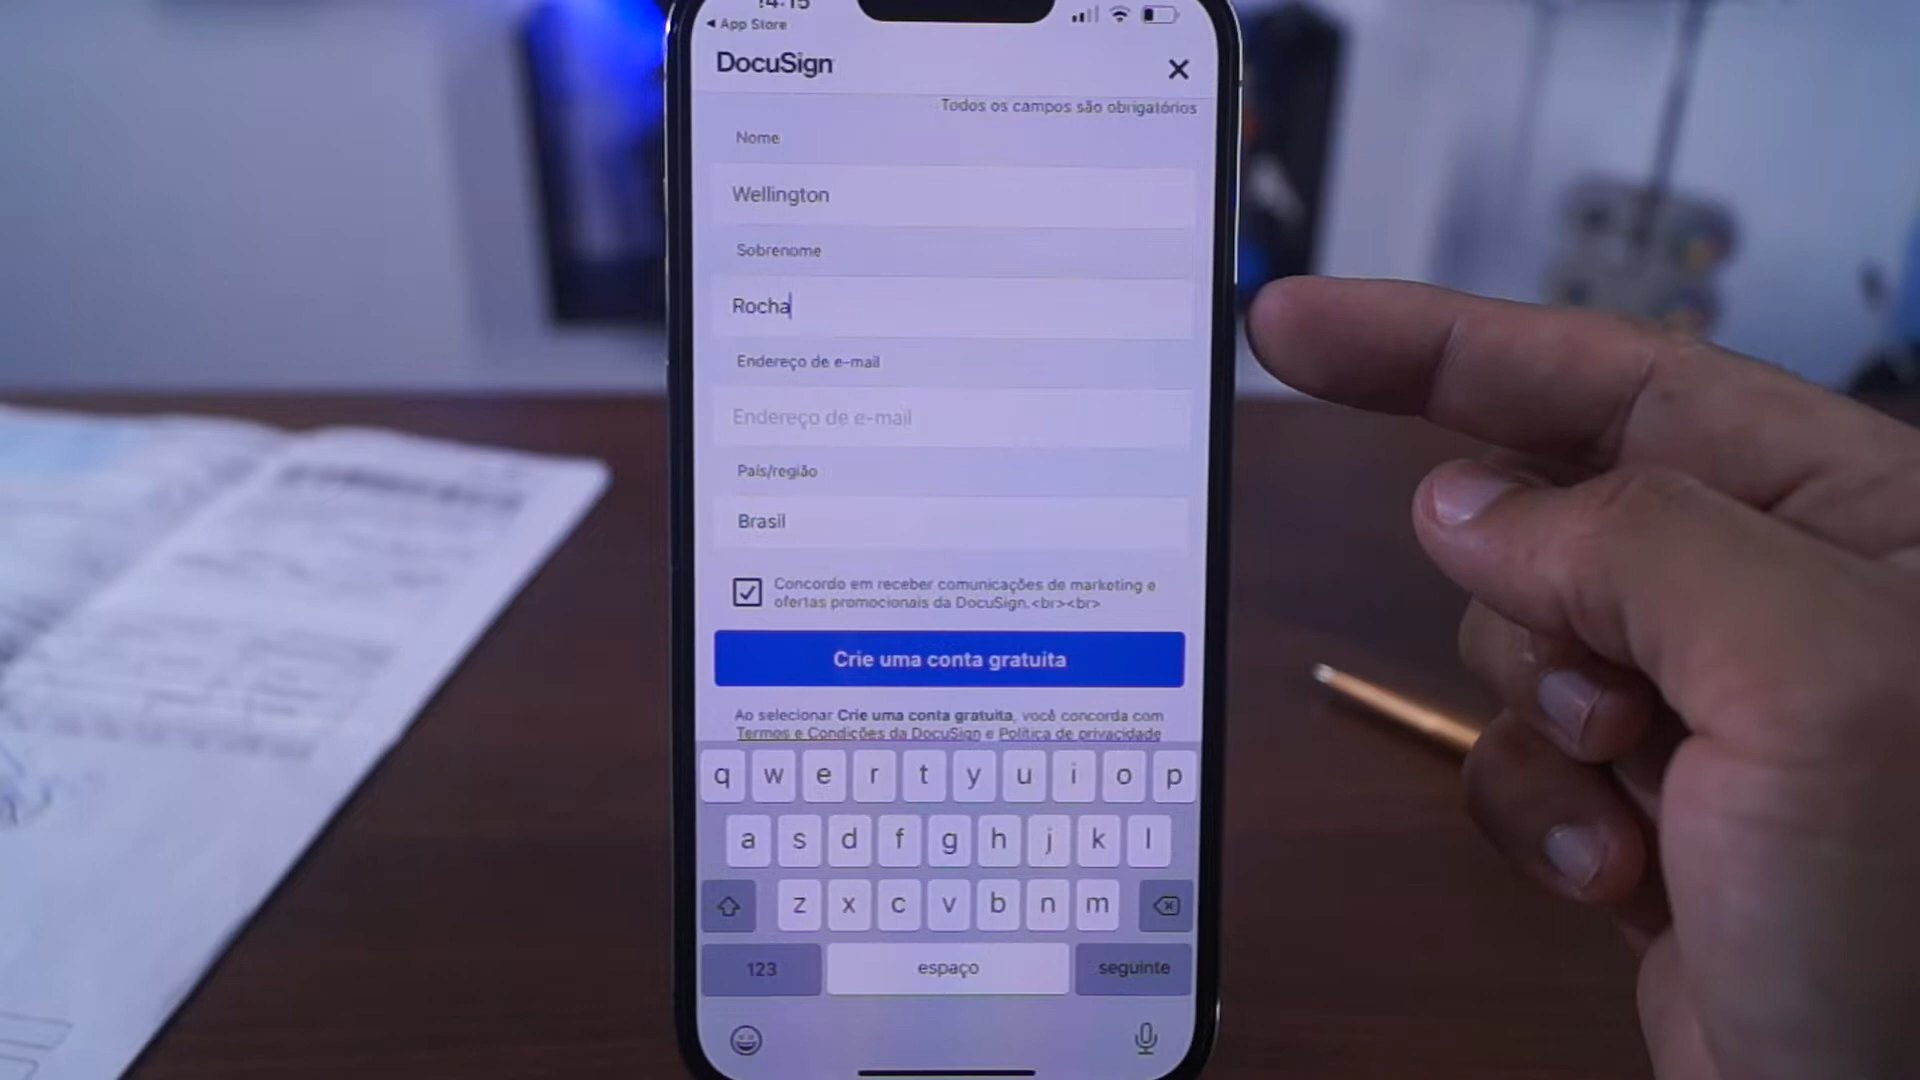 14:15
App Store
DocuSign
Todos os campos são obrigatórios
Nome
Wellington
Sobrenome
Rocha
Endereço de e-mail
Endereço de e-mail
País/região
Brasil
Concordo em receber comunicações de marketing e
ofertas promocionais da DocuSign.<br><br>
Crie uma conta gratuita
Ao selecionar Crie uma conta gratuita, você concorda com
Termos e Condições da DocuSign e Política de privacidade
q w e r t y u i o p
a s d f g h j k l
z x c v b n m
123 espaço seguinte